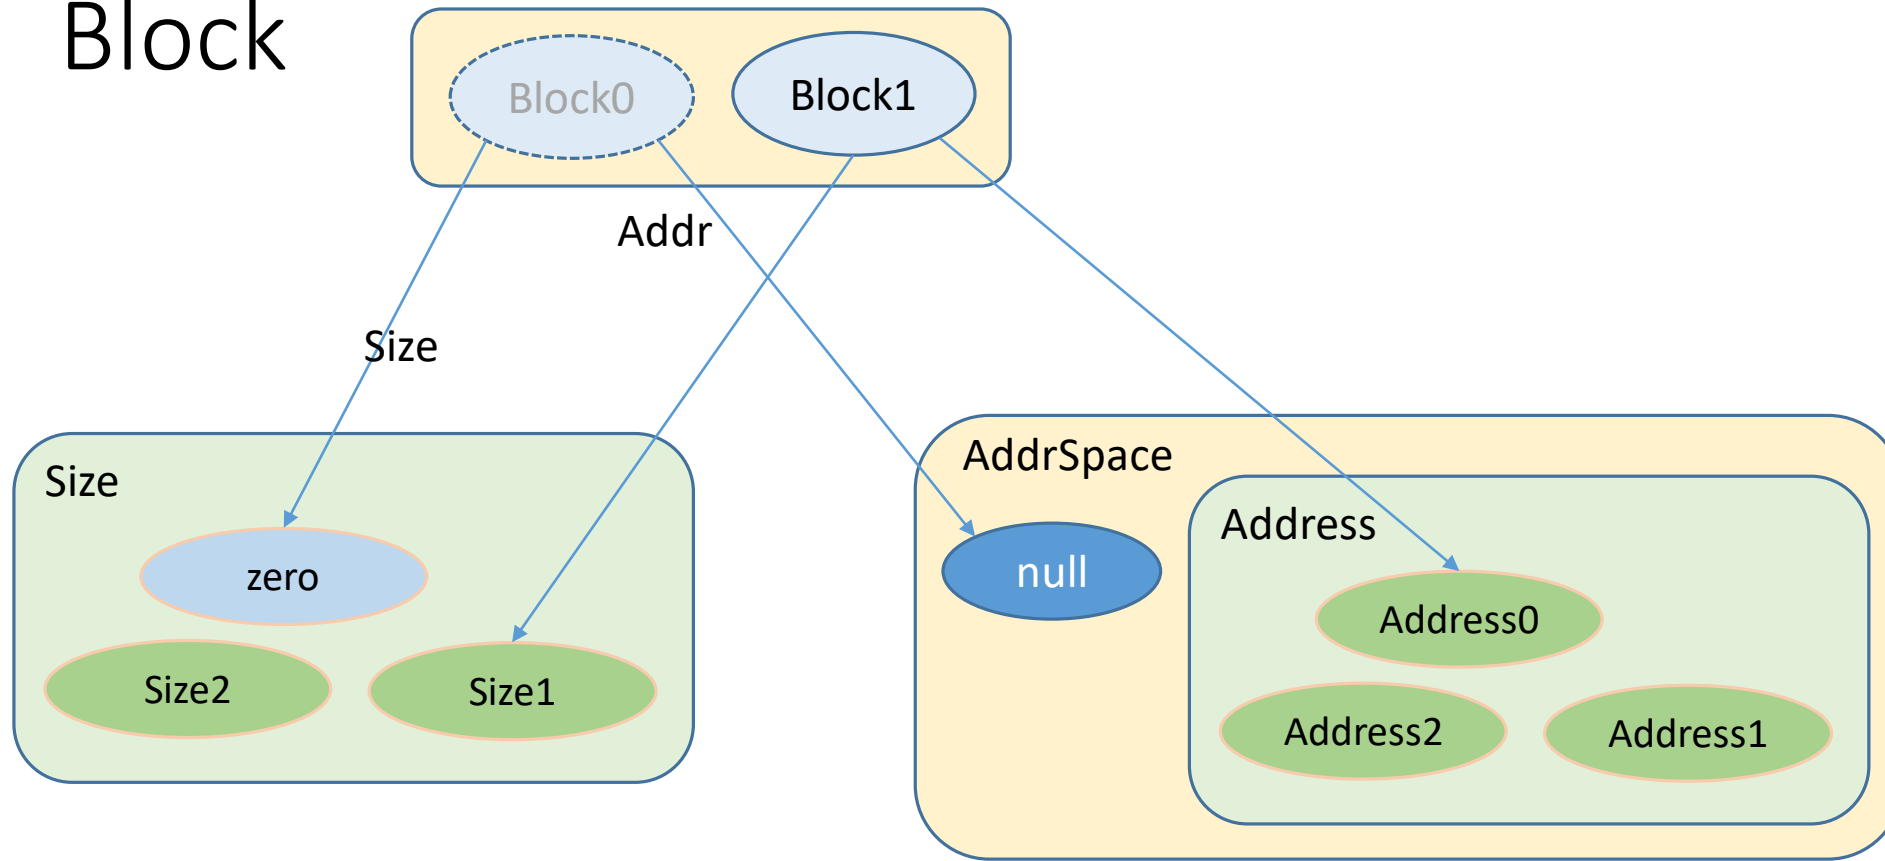 Block
Block0
Block1
Addr
Size
Size
zero
Size2
Size1
AddrSpace
null
Address
Address0
Address2
Address1